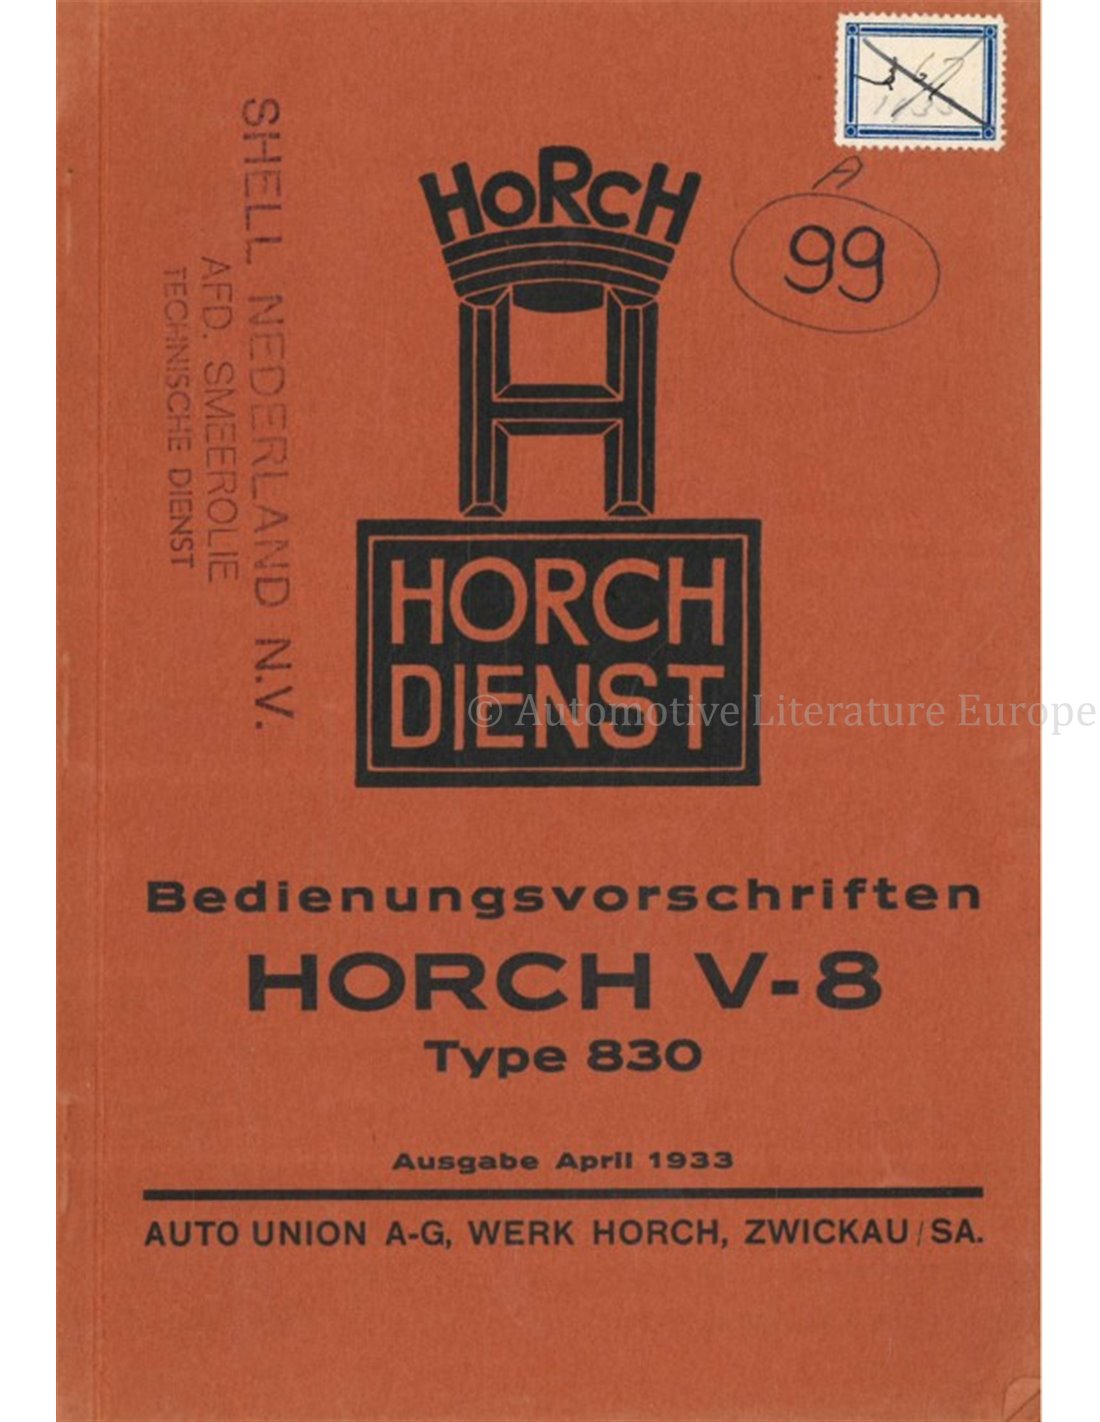 SHELL NEDERLAND N.V.
AFD. SMEEROLIE
TECHNISCHE DIENST
HORCH
A
99
HORCH
DIENST
© Automotive Literature Europe
Bedienungsvorschriften
HORCH V-8
Type 830
Ausgabe April 1933
AUTO UNION A-G, WERK HORCH, ZWICKAU/SA.